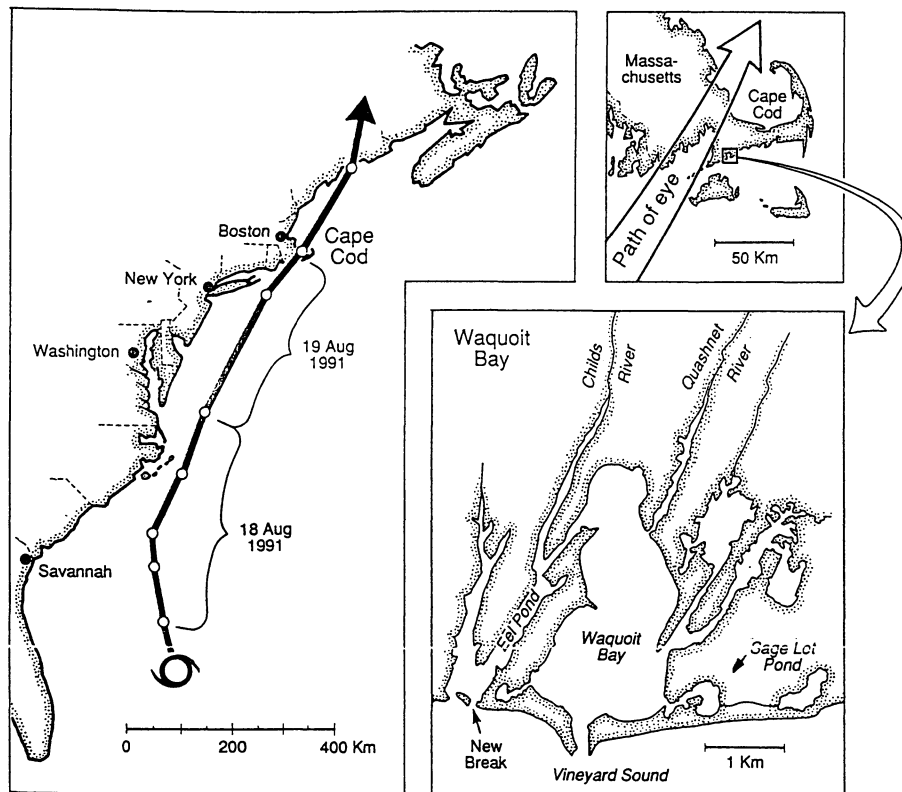 Boston
Cape
Cod
New York
Washington
19 Aug
1991
18 Aug
1991
Savannah
0 200 400 Km
Massa-
chusetts
Cape
Cod
Path of eye
50 Km
Waquoit
Bay
Childs
River
Quashnet
River
Eel Pond
Waquoit
Bay
Sage Lot
Pond
New
Break
1 Km
Vineyard Sound